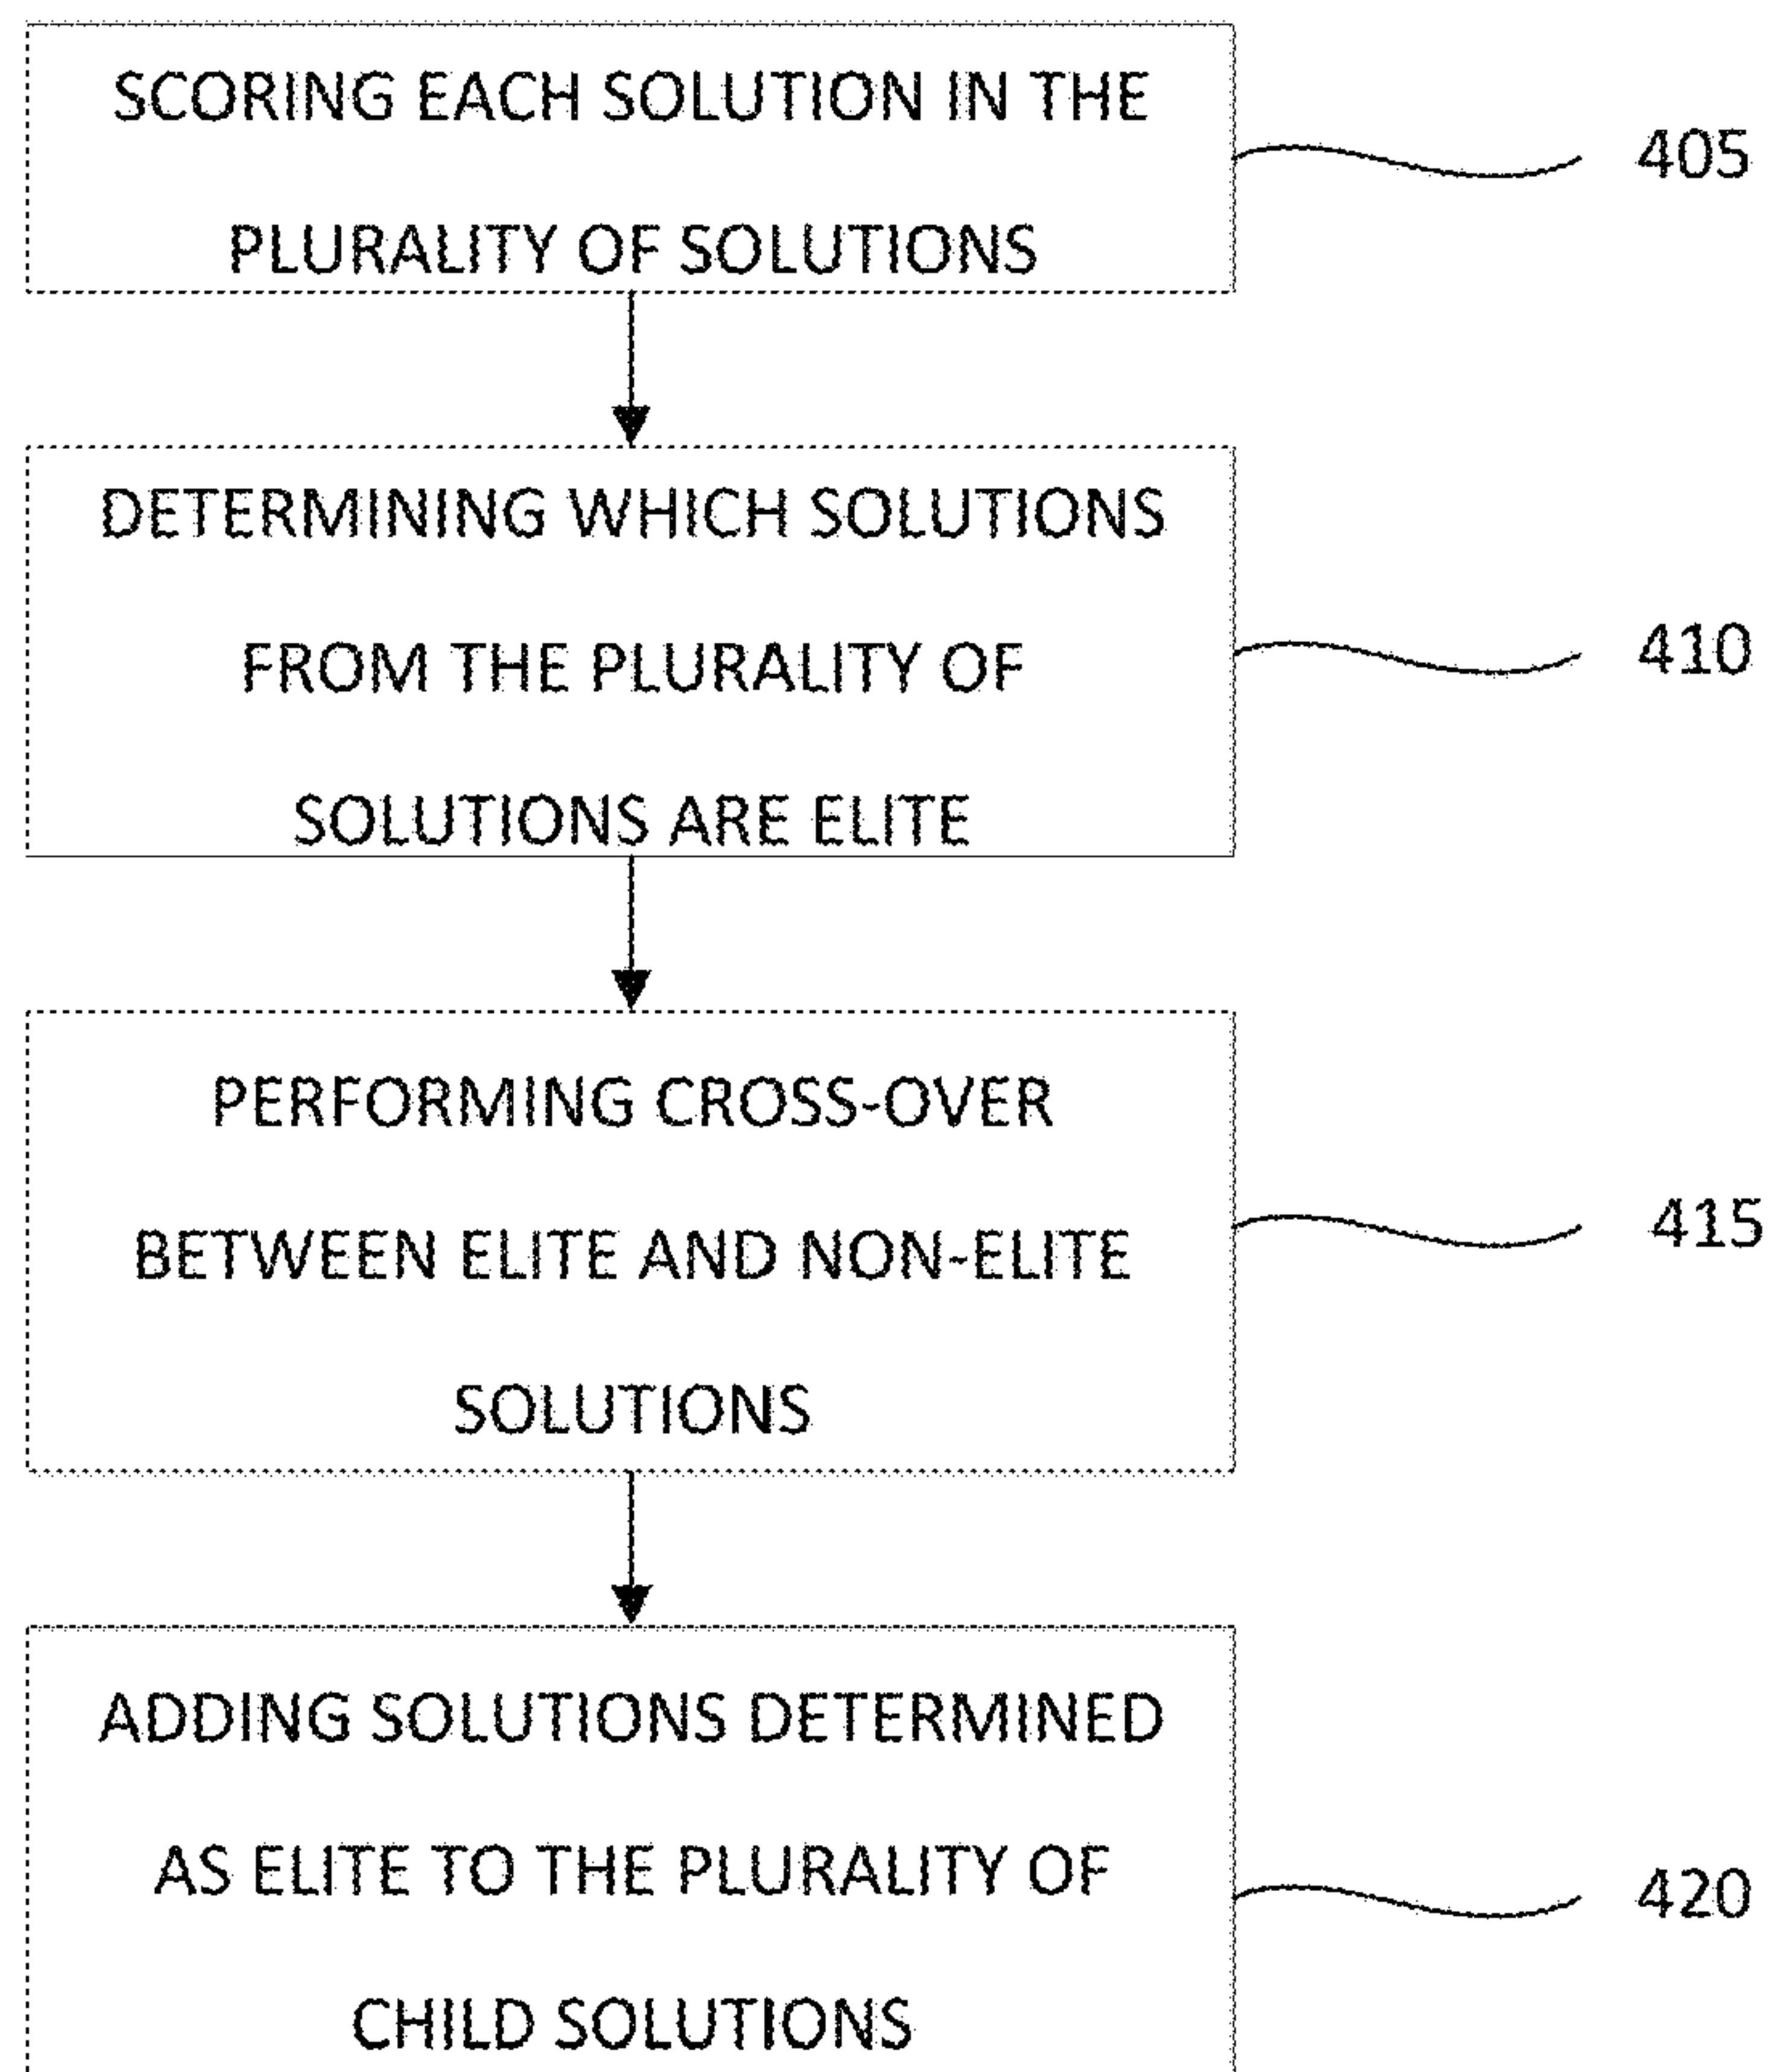 SCORING EACH SOLUTION IN THE
PLURALITY OF SOLUTIONS
405
DETERMINING WHICH SOLUTIONS
FROM THE PLURALITY OF
SOLUTIONS ARE ELITE
410
PERFORMING CROSS-OVER
BETWEEN ELITE AND NON-ELITE
SOLUTIONS
415
ADDING SOLUTIONS DETERMINED
AS ELITE TO THE PLURALITY OF
CHILD SOLUTIONS
420